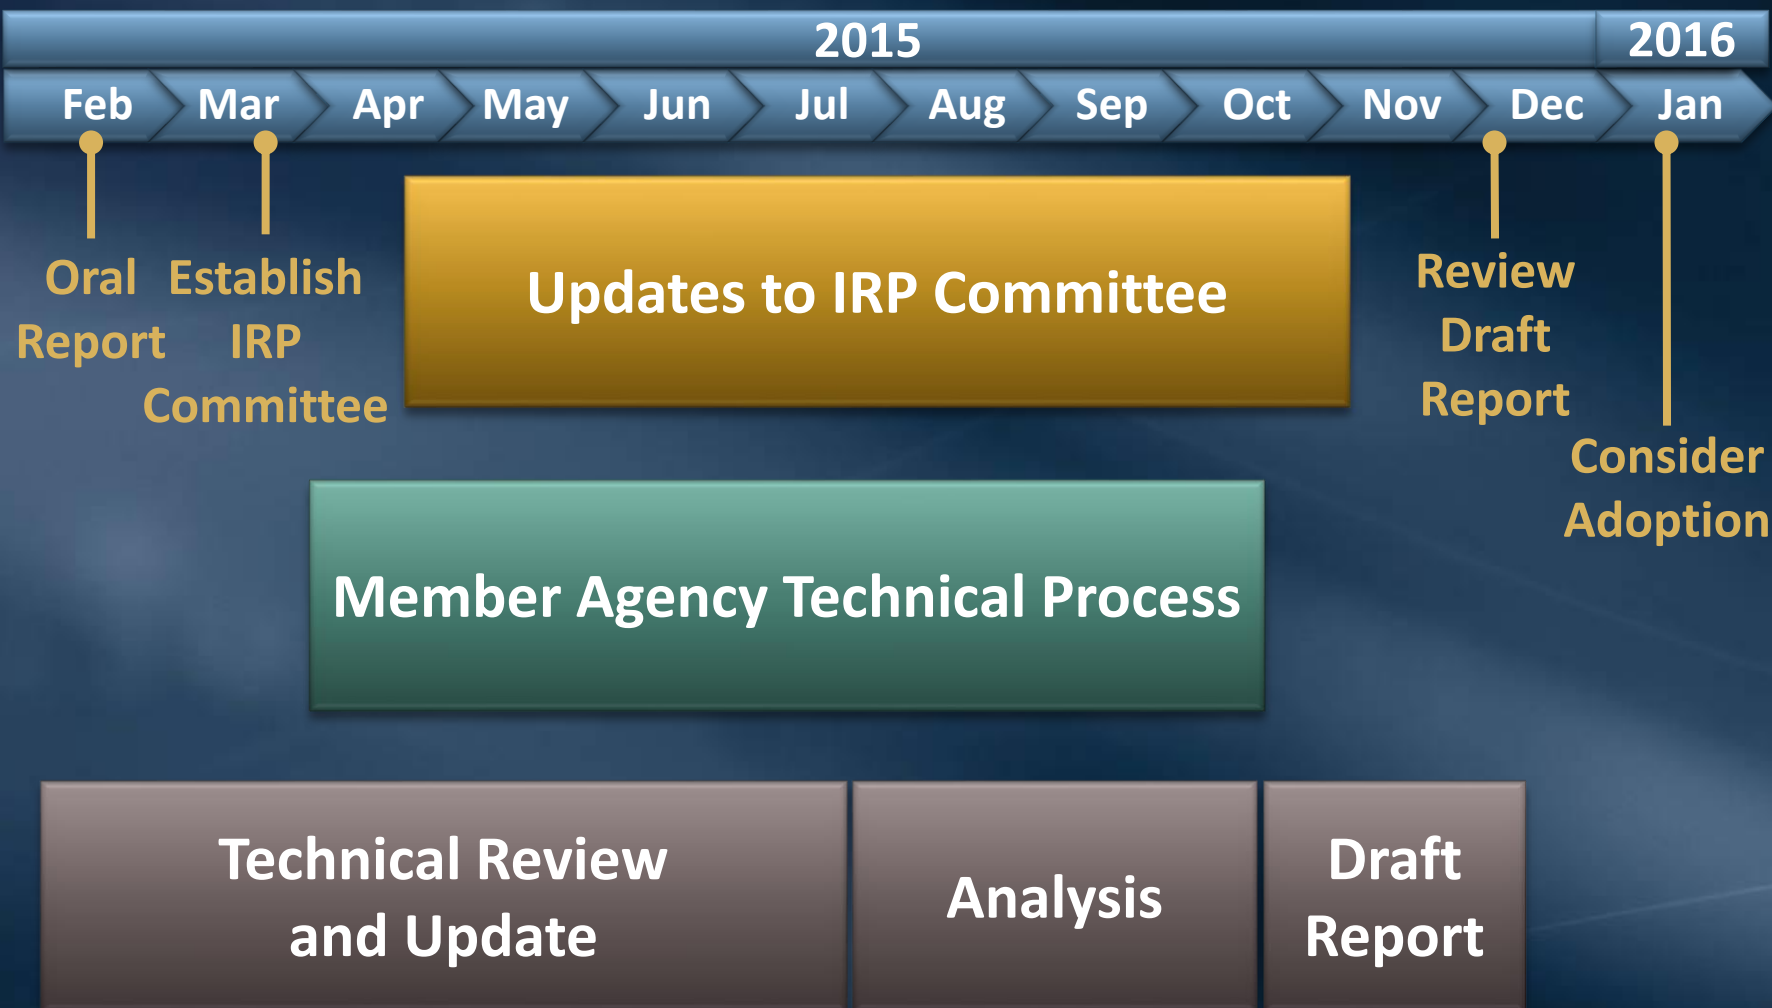 2015
2016
Feb
Mar
Apr
May
Jun
Jul
Aug
Sep
Oct
Nov
Dec
Jan
Oral
Report
Establish
IRP
Committee
Updates to IRP Committee
Review
Draft
Report
Consider
Adoption
Member Agency Technical Process
Technical Review
and Update
Analysis
Draft
Report